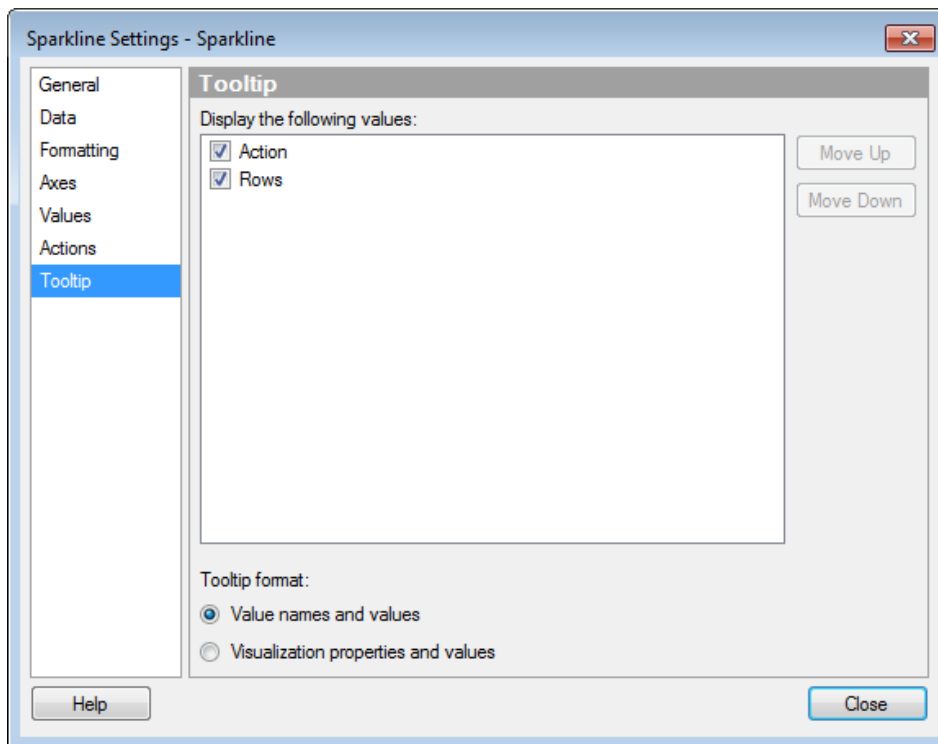 Sparkline Settings - Sparkline
General
Data
Formatting
Axes
Values
Actions
Tooltip
Tooltip
Display the following values:
Action
Rows
Move Up
Move Down
Tooltip format:
Value names and values
Visualization properties and values
Help
Close